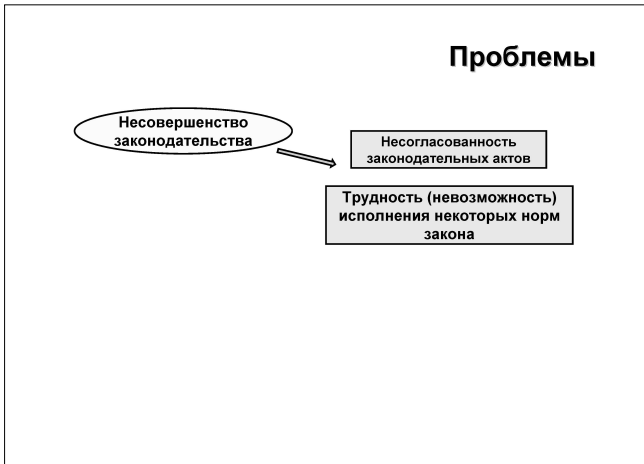 Проблемы
Несовершенство
законодательства
Несогласованность
законодательных актов
Трудность (невозможность)
исполнения некоторых норм
закона